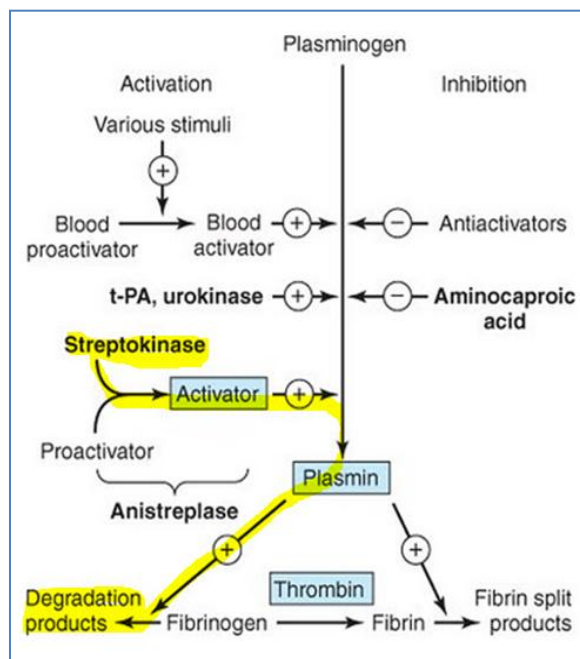 Plasminogen
Activation
Inhibition
Various stimuli
+
Blood
proactivator
Blood
activator
+
−
Antiactivators
t-PA, urokinase
+
−
Aminocaproic
acid
Streptokinase
Activator
+
Proactivator
Anistreplase
Plasmin
+
+
Thrombin
Degradation
products
Fibrinogen
Fibrin
Fibrin split
products